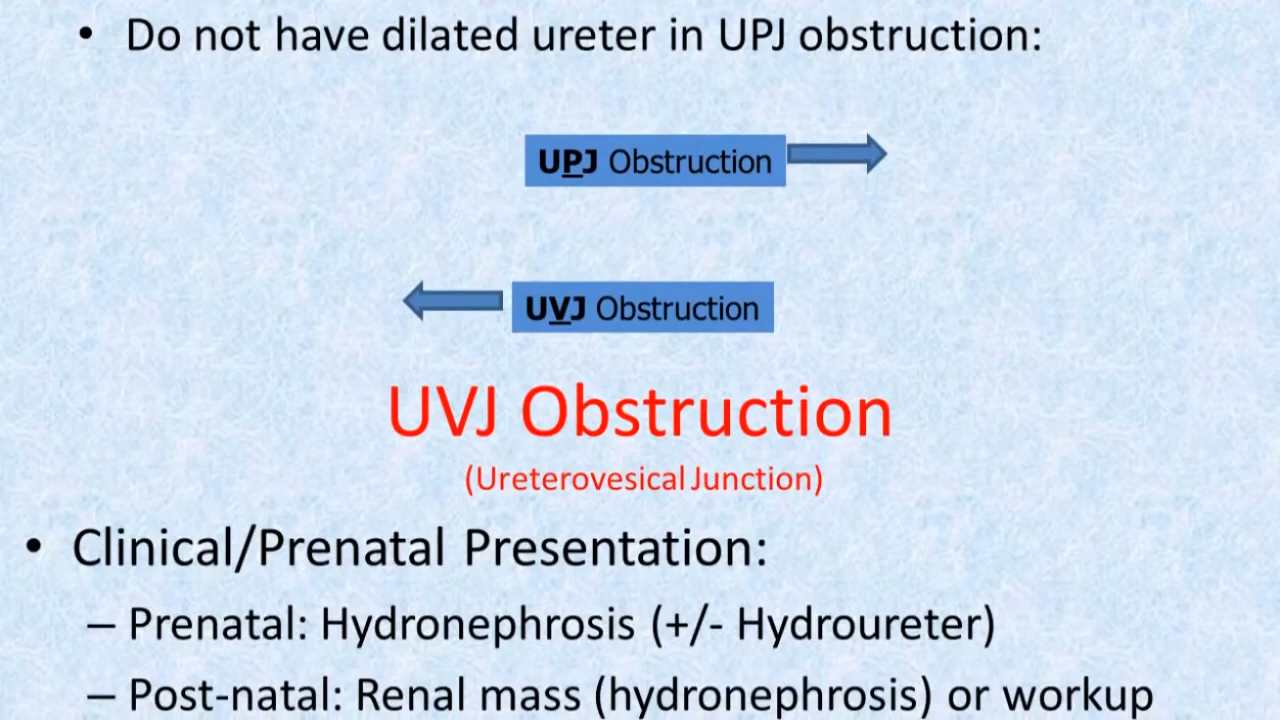 • Do not have dilated ureter in UPJ obstruction:
UPJ Obstruction
UVJ Obstruction
UVJ Obstruction
(Ureterovesical Junction)
• Clinical/Prenatal Presentation:
– Prenatal: Hydronephrosis (+/- Hydroureter)
– Post-natal: Renal mass (hydronephrosis) or workup